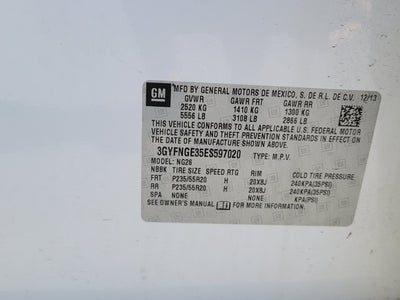 GM
MFD BY GENERAL MOTORS DE MEXICO, S. DE R.L. DE C.V. 12/13
GVWR GAWR FRT GAWR RR
2520 KG 1410 KG 1300 KG
5556 LB 3108 LB 2866 LB
THIS VEHICLE CONFORMS TO ALL APPLICABLE U.S. FEDERAL MOTOR
VEHICLE SAFETY AND THEFT PREVENTION STANDARDS IN EFFECT ON THE
DATE OF MANUFACTURE SHOWN ABOVE.
3GYFNGE35ES597020 TYPE: M.P.V.
MODEL: NG26
NBBK TIRE SIZE SPEED RTG RIM COLD TIRE PRESSURE
FRT P235/55R20 H 20X8J 240KPA(35PSI)
RR P235/55R20 H 20X8J 240KPA(35PSI)
SPA NONE NONE KPA(PSI)
SEE OWNER'S MANUAL FOR MORE INFORMATION.